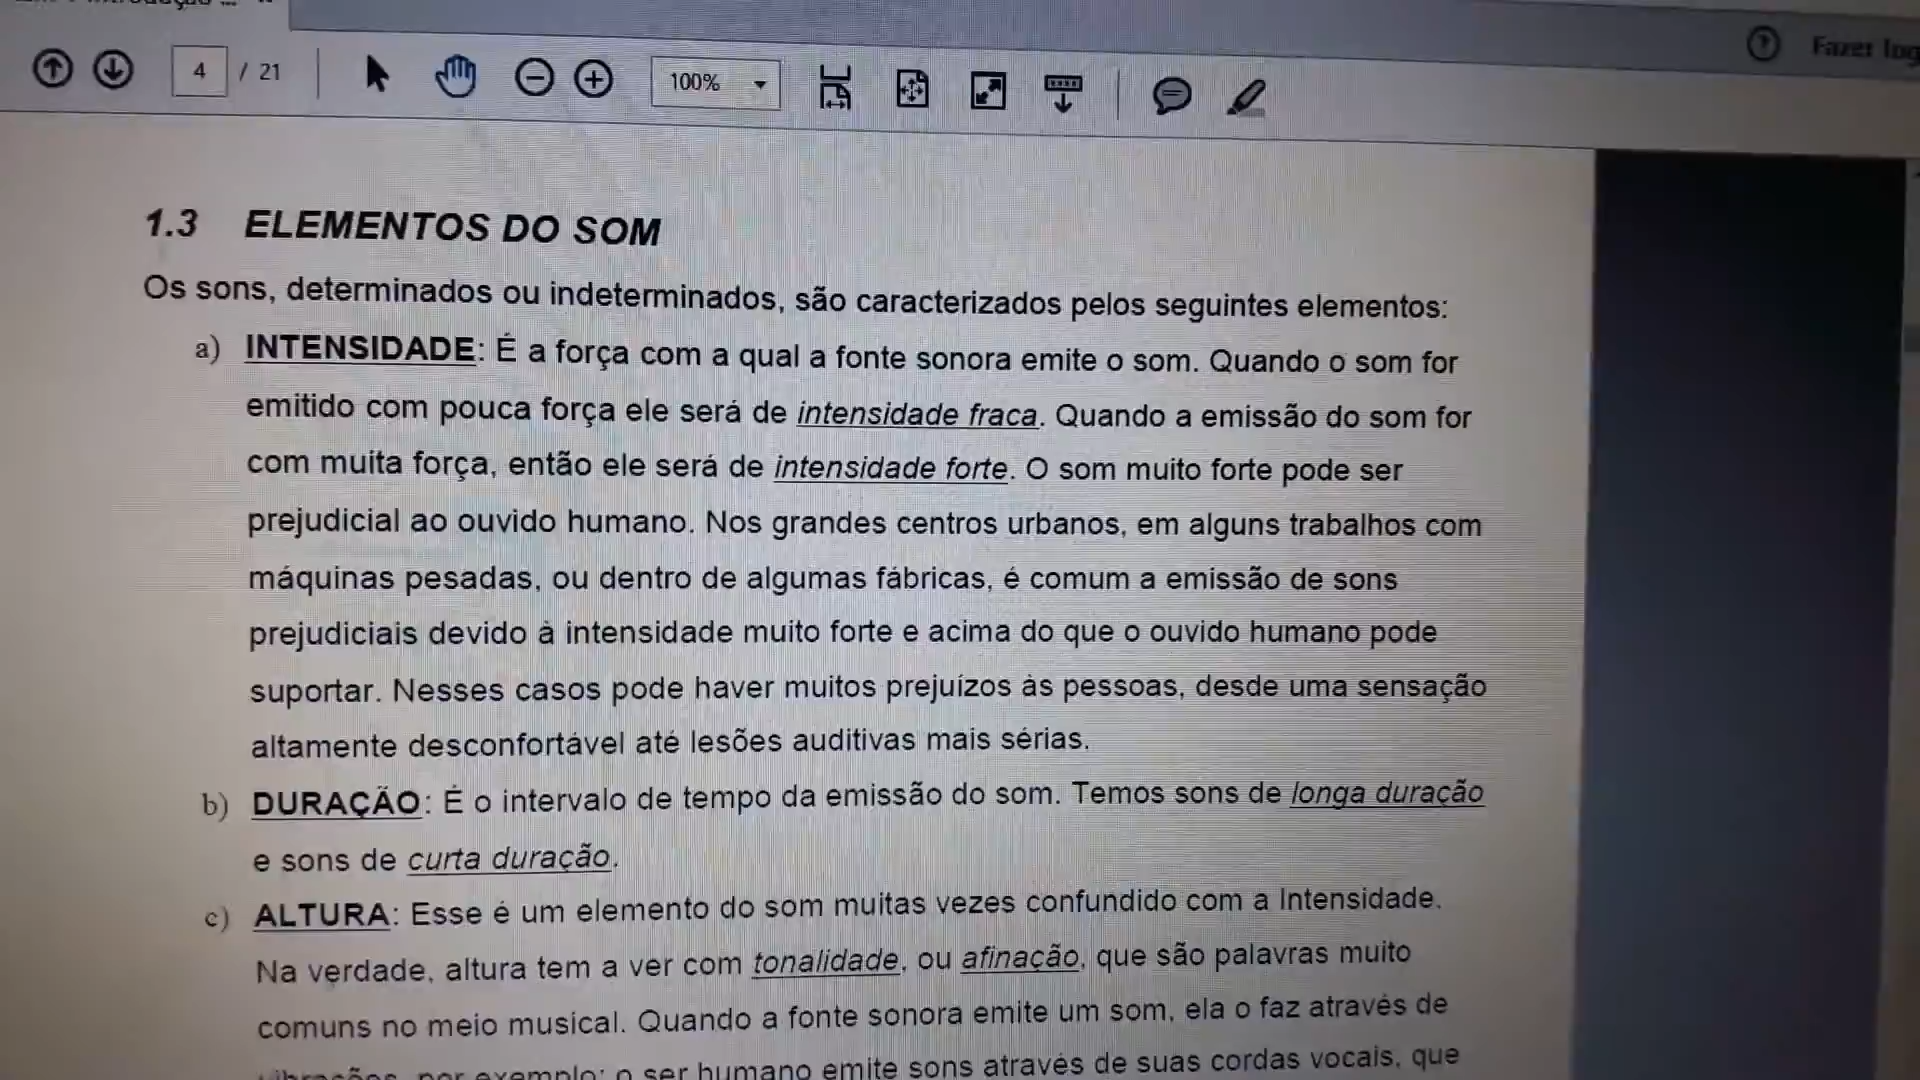 4 / 21
100%
Fazer log
1.3 ELEMENTOS DO SOM
Os sons, determinados ou indeterminados, são caracterizados pelos seguintes elementos:
a) INTENSIDADE: É a força com a qual a fonte sonora emite o som. Quando o som for
emitido com pouca força ele será de intensidade fraca. Quando a emissão do som for
com muita força, então ele será de intensidade forte. O som muito forte pode ser
prejudicial ao ouvido humano. Nos grandes centros urbanos, em alguns trabalhos com
máquinas pesadas, ou dentro de algumas fábricas, é comum a emissão de sons
prejudiciais devido à intensidade muito forte e acima do que o ouvido humano pode
suportar. Nesses casos pode haver muitos prejuízos às pessoas, desde uma sensação
altamente desconfortável até lesões auditivas mais sérias.
b) DURAÇÃO: É o intervalo de tempo da emissão do som. Temos sons de longa duração
e sons de curta duração.
c) ALTURA: Esse é um elemento do som muitas vezes confundido com a Intensidade.
Na verdade, altura tem a ver com tonalidade, ou afinação, que são palavras muito
comuns no meio musical. Quando a fonte sonora emite um som, ela o faz através de
vibrações, por exemplo: o ser humano emite sons através de suas cordas vocais, que